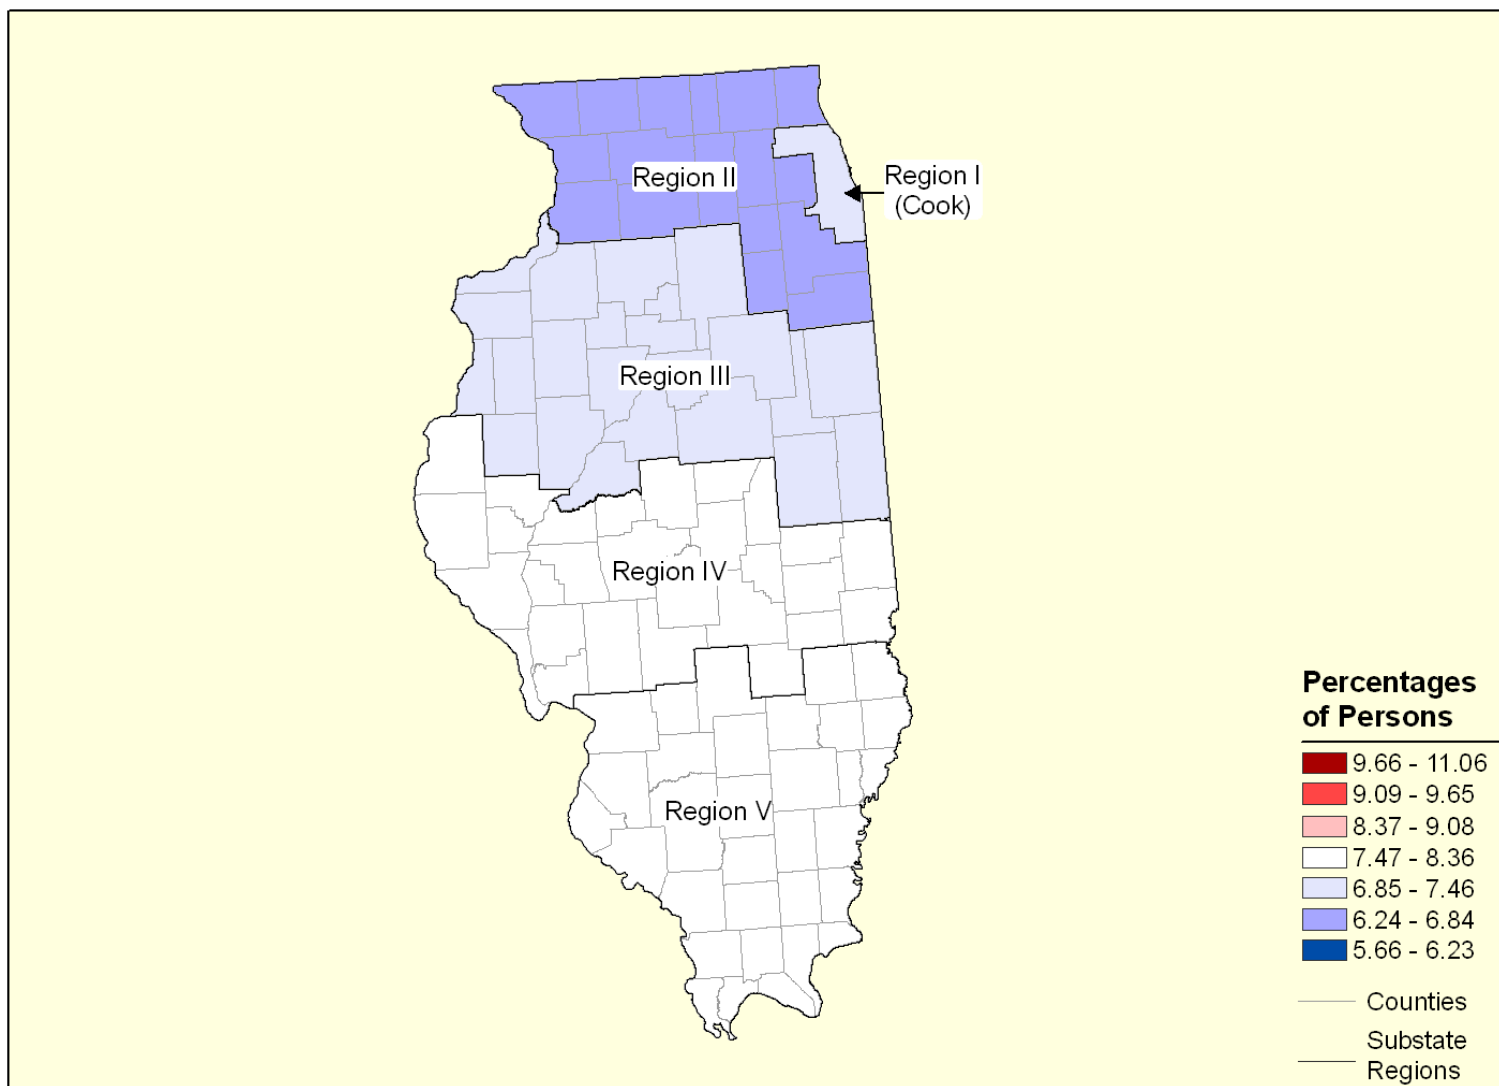 Region II
Region I
(Cook)
Region III
Region IV
Region V
Percentages
of Persons
9.66 - 11.06
9.09 - 9.65
8.37 - 9.08
7.47 - 8.36
6.85 - 7.46
6.24 - 6.84
5.66 - 6.23
Counties
Substate
Regions